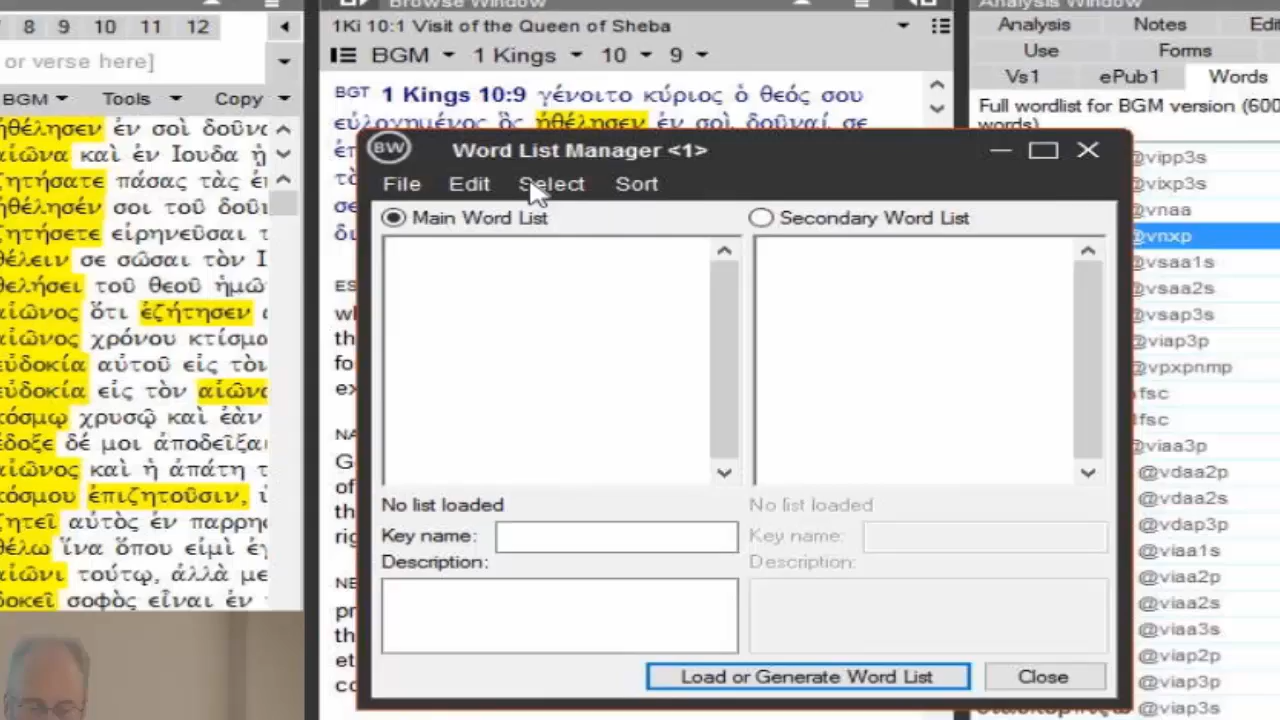 Browse Window
Analysis Window
8 9 10 11 12
or verse here]
BGM Tools Copy
ἠθέλησεν ἐν σοὶ δοῦνα
αἰῶνα καὶ ἐν Ιουδα ἠ
ζητήσατε πάσας τὰς
ἠθέλησέν σοι τοῦ
ζητήσετε εἰρηνεῦσαι τ
θέλειν σε σῶσαι τὸν Ι
θελήσει τοῦ θεοῦ ἡμῶ
αἰῶνος ὅτι ἐζήτησεν
αἰῶνος χρόνου κτίσμα
εὐδοκία αὐτοῦ εἰς τὸν
εὐδοκία εἰς τὸν αἰῶνα
κόσμῳ χρυσῷ καὶ ἐὰν
ἔδοξε δέ μοι ἀποδεῖξαι
αἰῶνος καὶ ἡ ἀπάτη τ
κόσμου ἐπιζητοῦσιν,
ζητεῖ αὐτὸς ἐν παρρησ
θέλω ἵνα ὅπου εἰμὶ ἐγ
αἰῶνι τούτῳ, ἀλλὰ με
δοκεῖ σοφὸς εἶναι ἐν
1Ki 10:1 Visit of the Queen of Sheba
BGM 1 Kings 10 9
BGT 1 Kings 10:9 γένοιτο κύριος ὁ θεός σου
εὐλογημένος ὃς ἠθέλησεν ἐν σοὶ δοῦναί σε
BW Word List Manager <1>
File Edit Select Sort
Main Word List Secondary Word List
No list loaded No list loaded
Key name: Key name:
Description: Description:
Load or Generate Word List Close
Analysis Notes Edi
Use Forms
Vs1 ePub1 Words
Full wordlist for BGM version (600
words)
@vipp3s
@vixp3s
@vnaa
@vnxp
@vsaa1s
@vsaa2s
@vsap3s
@viap3p
@vpxpnmp
fsc
fsc
@viaa3p
@vdaa2p
@vdaa2s
@vdap3p
@viaa1s
@viaa2p
@viaa2s
@viaa3s
@viap2p
@viap3p
@viap3s